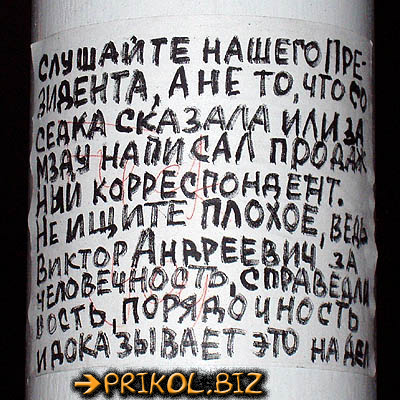 СЛУШАЙТЕ НАШЕГО ПРЕ-
ЗИДЕНТА, А НЕ ТО, ЧТО СО
СЕДКА СКАЗАЛА ИЛИ ЗА
МЗДУ НАПИСАЛ ПРОДАЖ
НЫЙ КОРРЕСПОНДЕНТ.
НЕ ИЩИТЕ ПЛОХОЕ, ВЕДЬ
ВИКТОР АНДРЕЕВИЧ ЗА
ЧЕЛОВЕЧНОСТЬ, СПРАВЕДЛИ
ВОСТЬ, ПОРЯДОЧНОСТЬ
И ДОКАЗЫВАЕТ ЭТО НА ДЕЛ
PRIKOL.BIZ